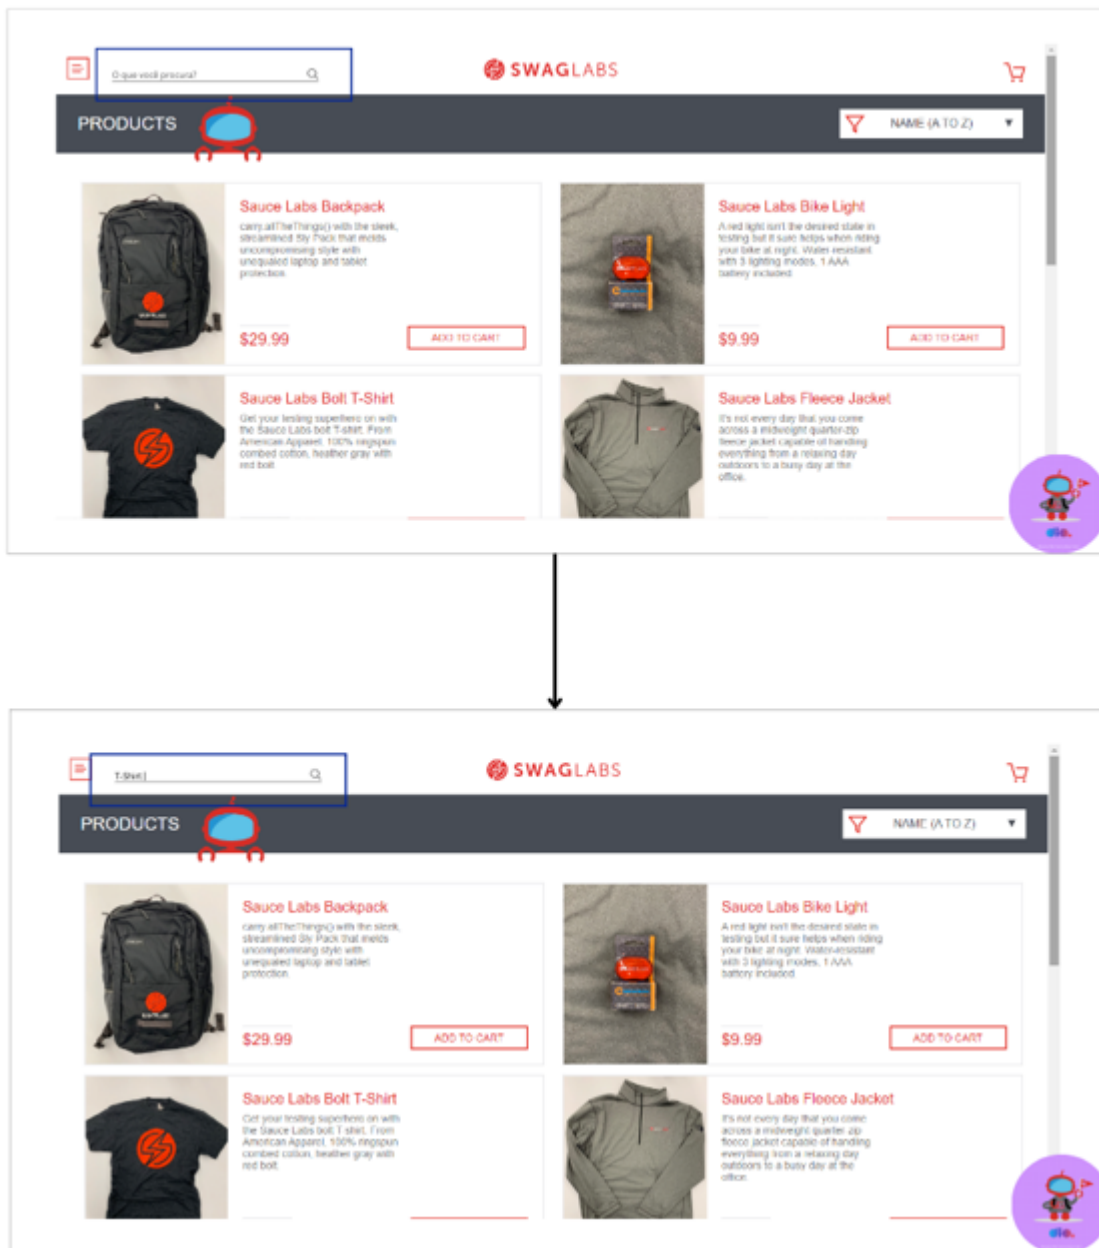 O que você procura?
SWAGLABS
PRODUCTS
NAME (A TO Z)
Sauce Labs Backpack
carry.allTheThings() with the sleek,
streamlined Sly Pack that melds
uncompromising style with
unequaled laptop and tablet
protection.
$29.99
ADD TO CART
Sauce Labs Bike Light
A red light isn't the desired state in
testing but it sure helps when riding
your bike at night. Water-resistant
with 3 lighting modes, 1 AAA
battery included.
$9.99
ADD TO CART
Sauce Labs Bolt T-Shirt
Get your testing superhero on with
the Sauce Labs bolt T-shirt. From
American Apparel, 100% ringspun
combed cotton, heather gray with
red bolt.
Sauce Labs Fleece Jacket
It's not every day that you come
across a midweight quarter-zip
fleece jacket capable of handling
everything from a relaxing day
outdoors to a busy day at the
office.
dio.
T-Shirt
SWAGLABS
PRODUCTS
NAME (A TO Z)
Sauce Labs Backpack
carry.allTheThings() with the sleek,
streamlined Sly Pack that melds
uncompromising style with
unequaled laptop and tablet
protection.
$29.99
ADD TO CART
Sauce Labs Bike Light
A red light isn't the desired state in
testing but it sure helps when riding
your bike at night. Water-resistant
with 3 lighting modes, 1 AAA
battery included.
$9.99
ADD TO CART
Sauce Labs Bolt T-Shirt
Get your testing superhero on with
the Sauce Labs bolt T-shirt. From
American Apparel, 100% ringspun
combed cotton, heather gray with
red bolt.
Sauce Labs Fleece Jacket
It's not every day that you come
across a midweight quarter-zip
fleece jacket capable of handling
everything from a relaxing day
outdoors to a busy day at the
office.
dio.